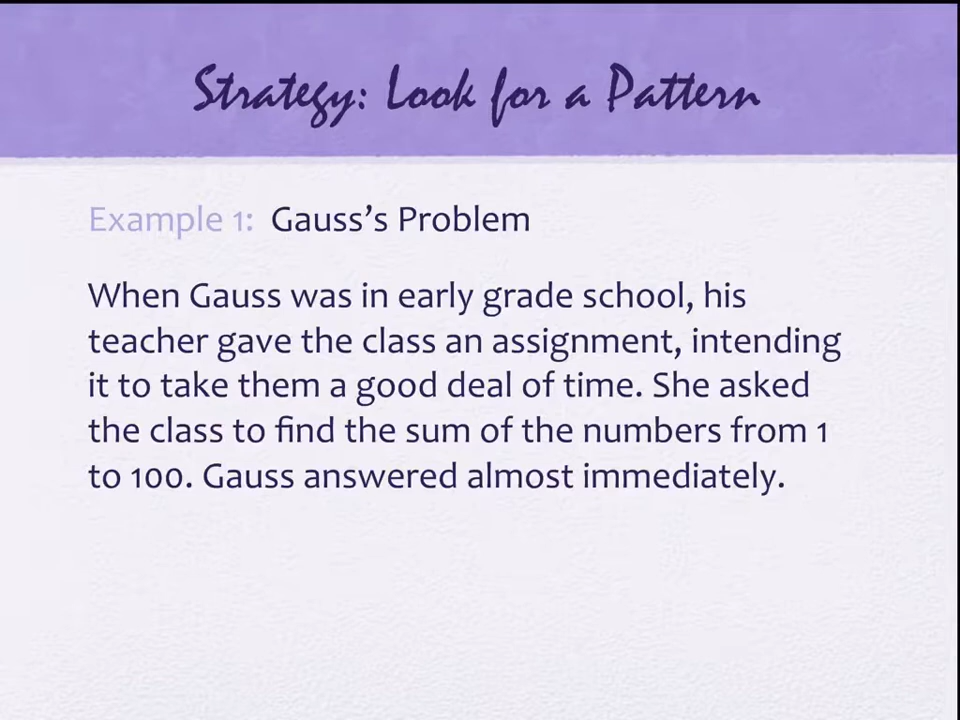 Strategy: Look for a Pattern
Example 1: Gauss’s Problem
When Gauss was in early grade school, his
teacher gave the class an assignment, intending
it to take them a good deal of time. She asked
the class to find the sum of the numbers from 1
to 100. Gauss answered almost immediately.